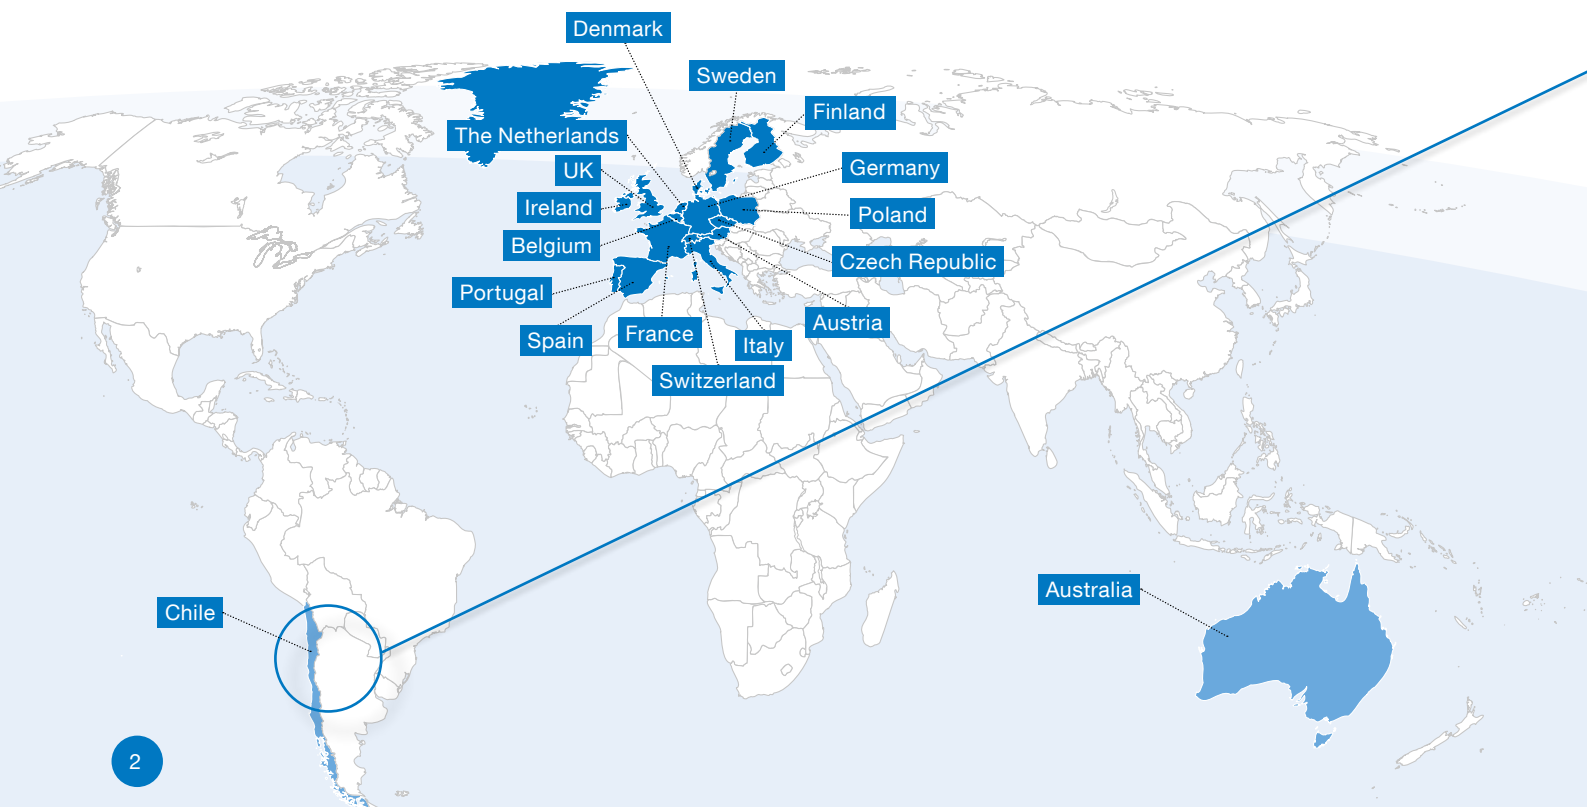 Denmark
Sweden
Finland
The Netherlands
UK
Germany
Ireland
Poland
Belgium
Czech Republic
Portugal
Austria
Spain
France
Italy
Switzerland
Australia
Chile
2